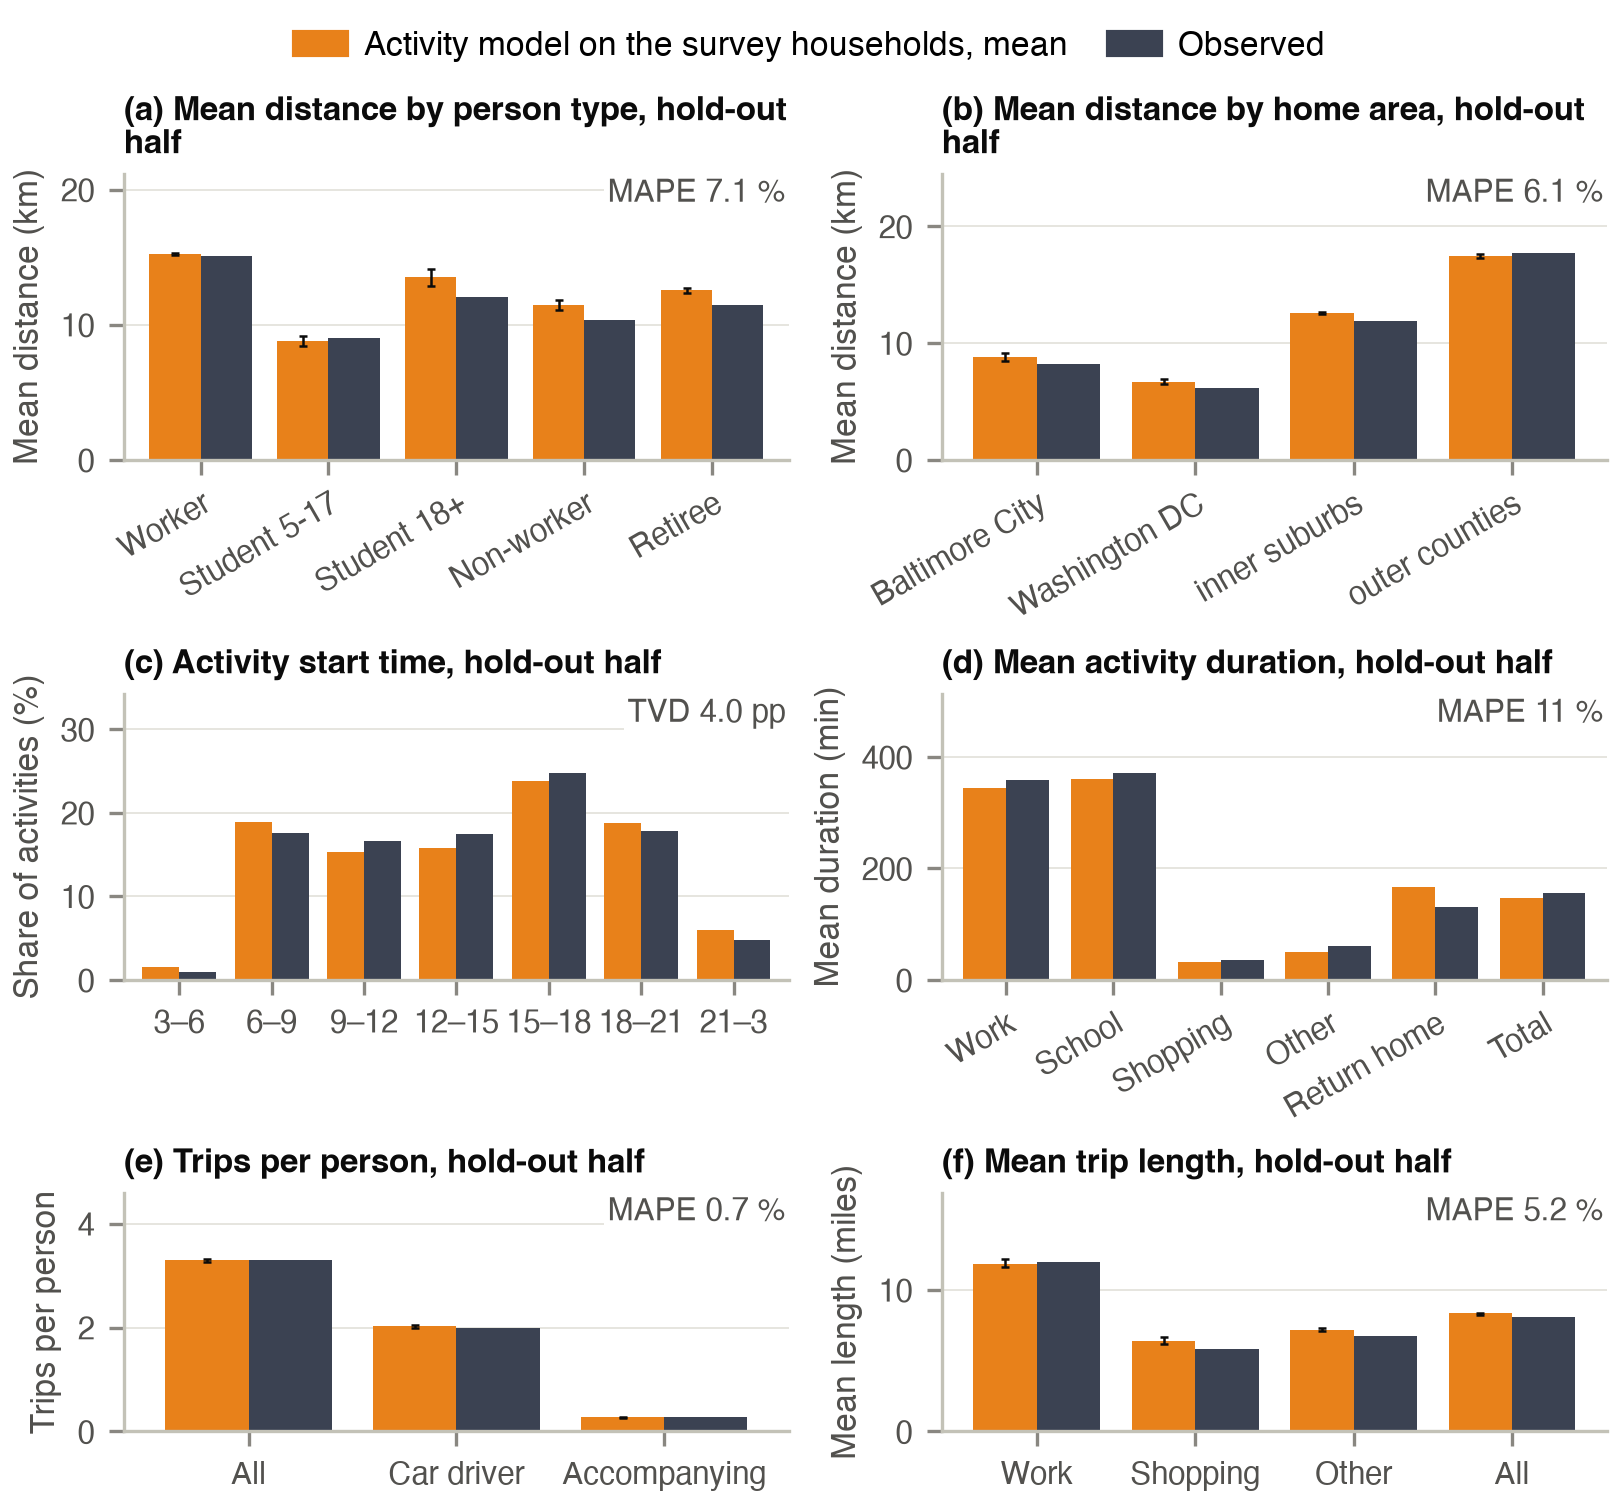 Activity model on the survey households, mean
Observed
(a) Mean distance by person type, hold-out
half
Mean distance (km)
MAPE 7.1 %
20
10
0
Worker
Student 5-17
Student 18+
Non-worker
Retiree
(b) Mean distance by home area, hold-out
half
Mean distance (km)
MAPE 6.1 %
20
10
0
Baltimore City
Washington DC
inner suburbs
outer counties
(c) Activity start time, hold-out half
Share of activities (%)
TVD 4.0 pp
30
20
10
0
3–6
6–9
9–12
12–15
15–18
18–21
21–3
(d) Mean activity duration, hold-out half
Mean duration (min)
MAPE 11 %
400
200
0
Work
School
Shopping
Other
Return home
Total
(e) Trips per person, hold-out half
Trips per person
MAPE 0.7 %
4
2
0
All
Car driver
Accompanying
(f) Mean trip length, hold-out half
Mean length (miles)
MAPE 5.2 %
10
0
Work
Shopping
Other
All